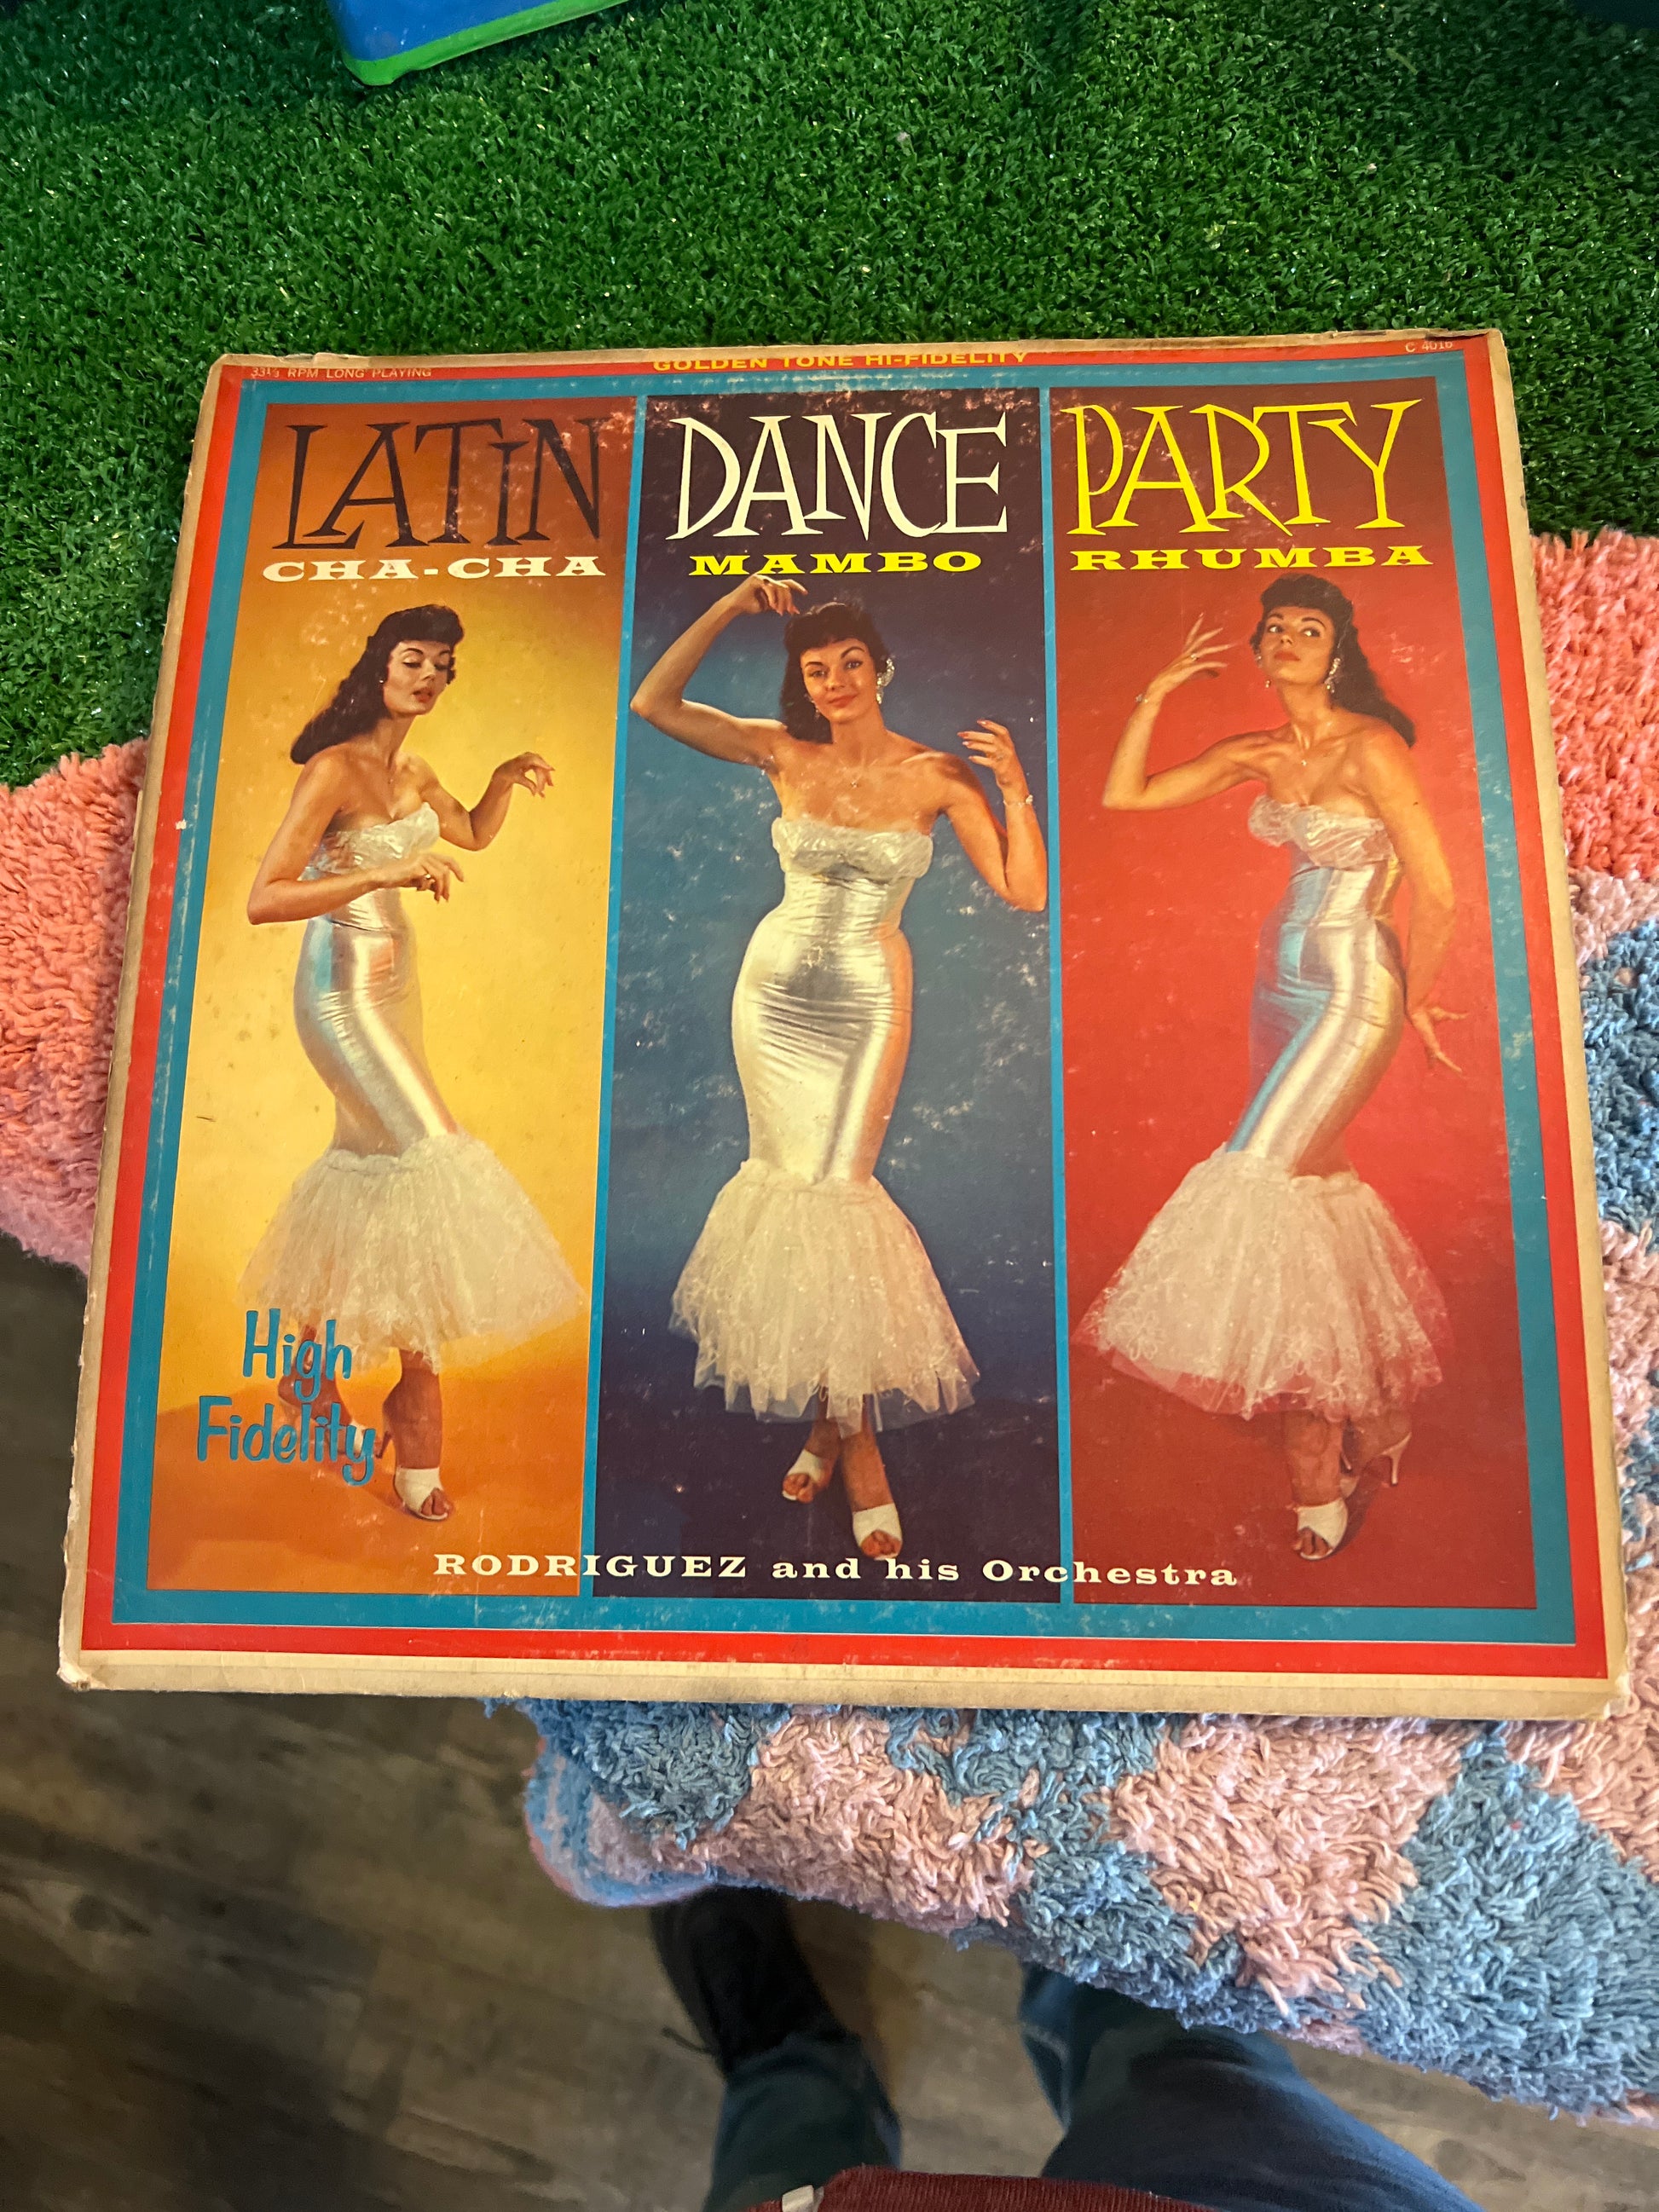 33⅓ RPM LONG PLAYING
GOLDEN TONE HI-FIDELITY
C 4016
LATIN DANCE PARTY
CHA-CHA MAMBO RHUMBA
High
Fidelity
RODRIGUEZ and his Orchestra